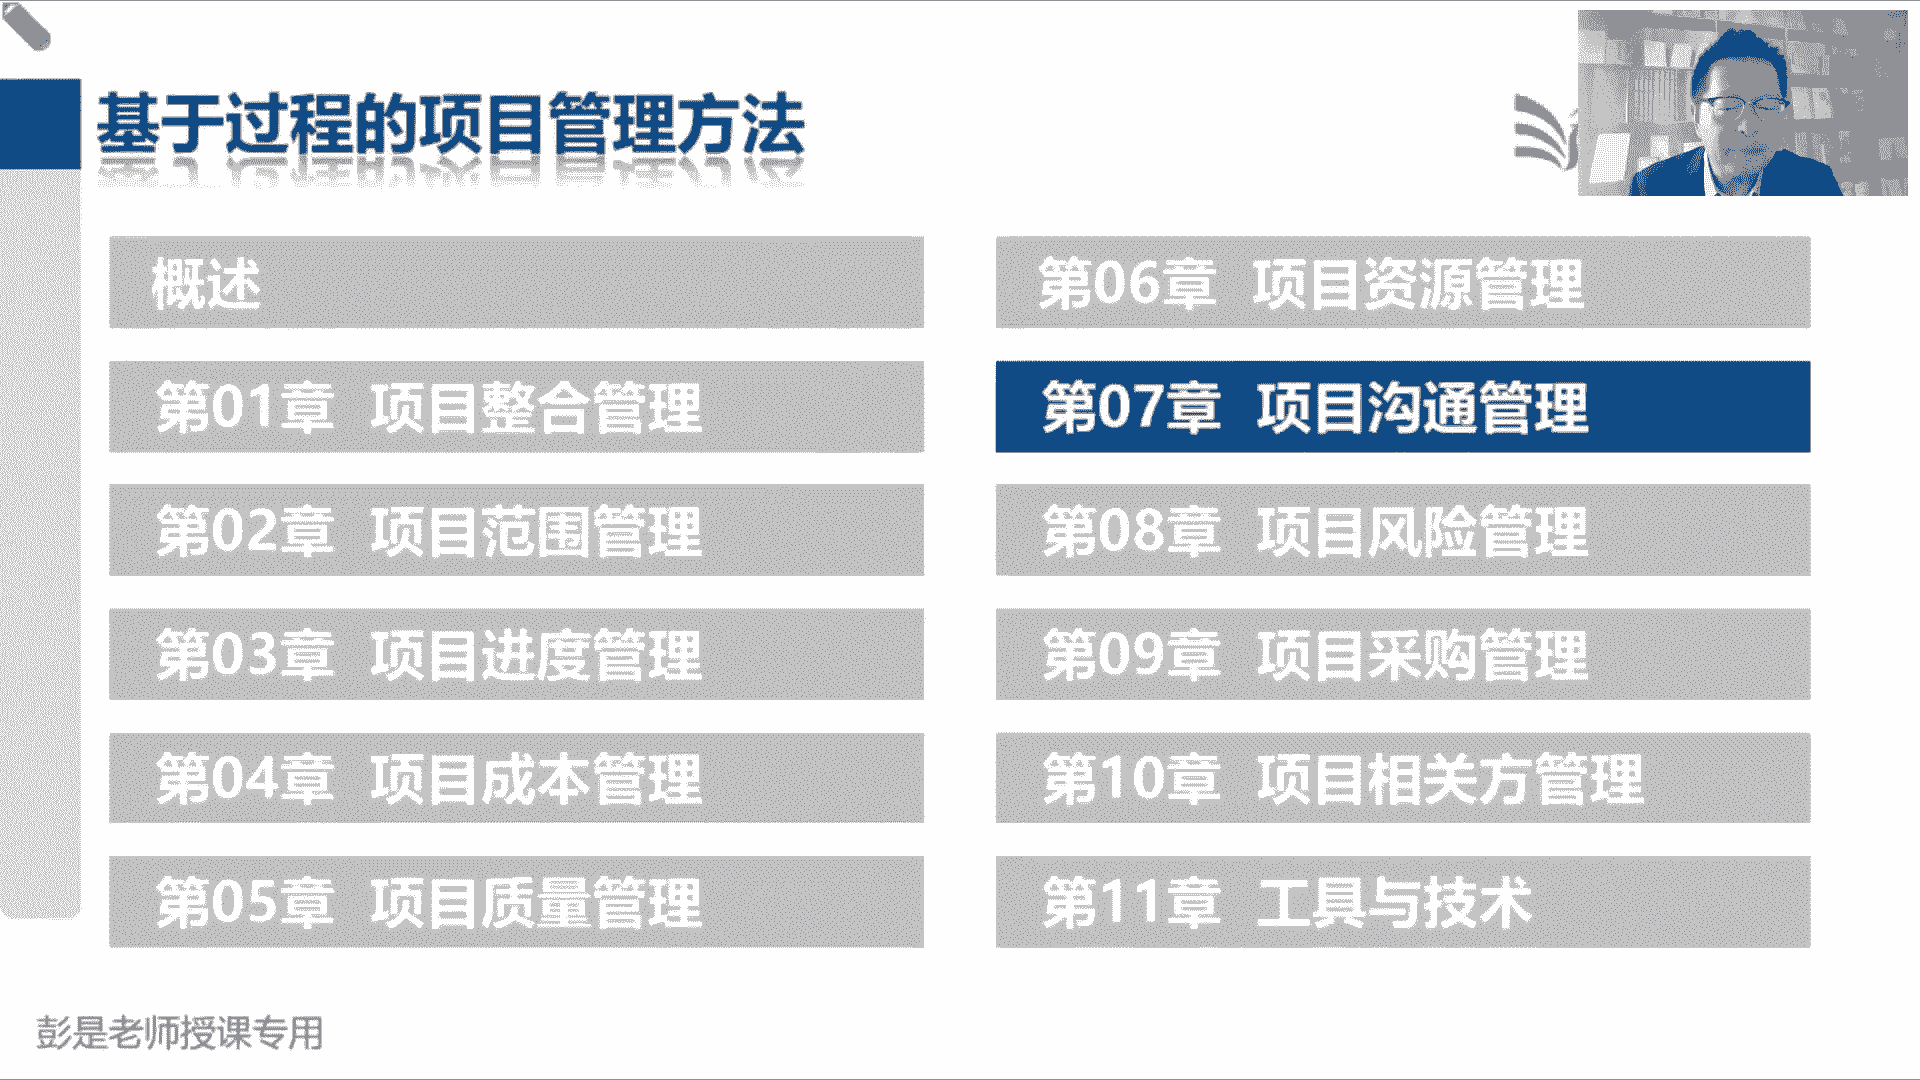 基于过程的项目管理方法
概述
第01章 项目整合管理
第02章 项目范围管理
第03章 项目进度管理
第04章 项目成本管理
第05章 项目质量管理
第06章 项目资源管理
第07章 项目沟通管理
第08章 项目风险管理
第09章 项目采购管理
第10章 项目相关方管理
第11章 工具与技术
彭是老师授课专用